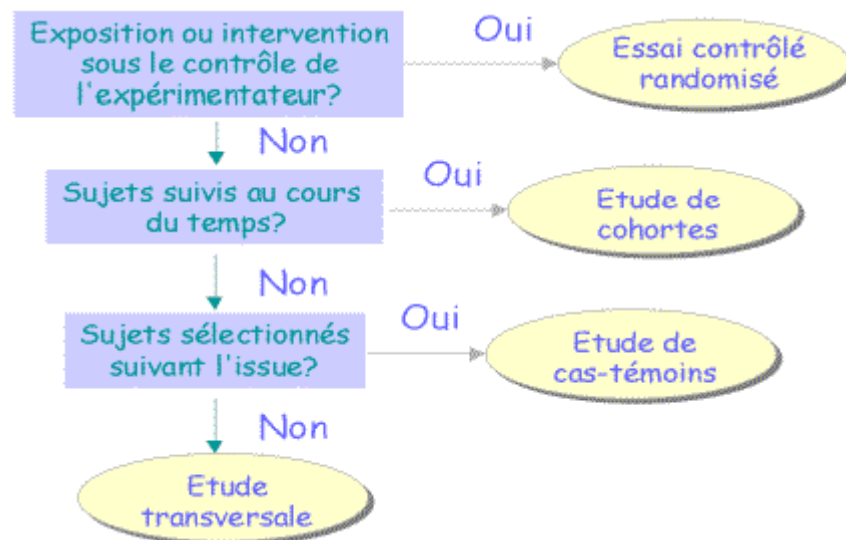 Exposition ou intervention
sous le contrôle de
l'expérimentateur?
Oui
Essai contrôlé
randomisé
Non
Sujets suivis au cours
du temps?
Oui
Etude de
cohortes
Non
Sujets sélectionnés
suivant l'issue?
Oui
Etude de
cas-témoins
Non
Etude
transversale